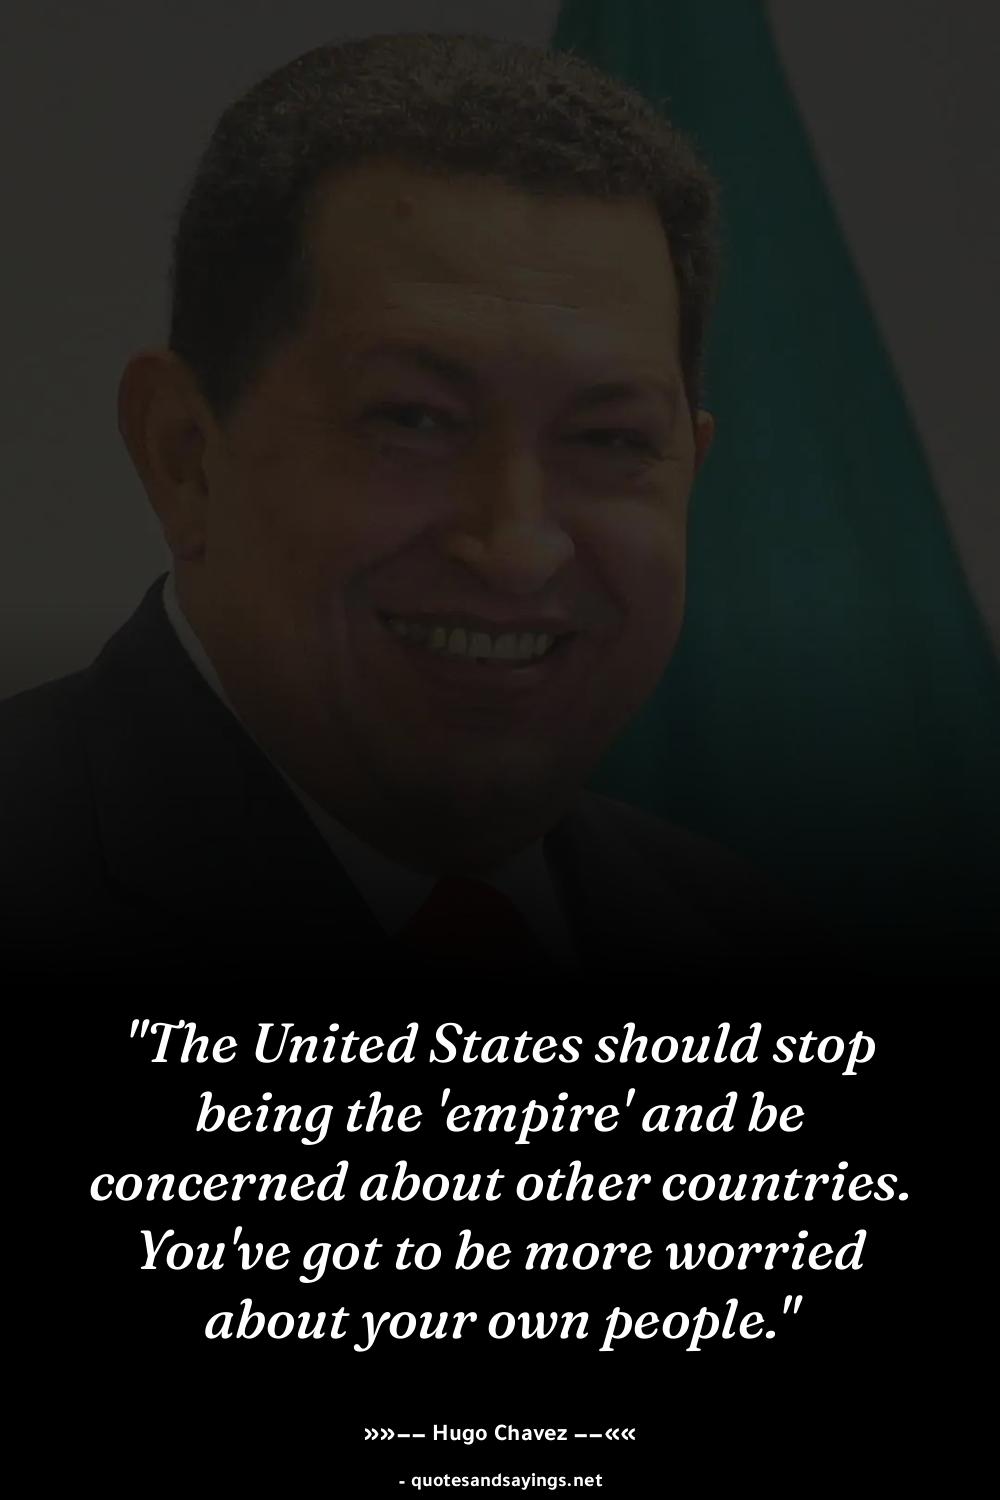 "The United States should stop
being the 'empire' and be
concerned about other countries.
You've got to be more worried
about your own people."
»»-- Hugo Chavez --««
- quotesandsayings.net